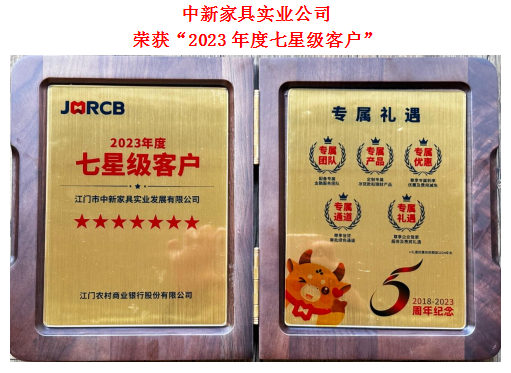 中新家具实业公司
荣获“2023 年度七星级客户”
JRCB
2023年度
七星级客户
江门市中新家具实业发展有限公司
江门农村商业银行股份有限公司
专属礼遇
专属
团队
专属
产品
专属
优惠
专属
通道
专属
礼遇
5
2018-2023
周年纪念